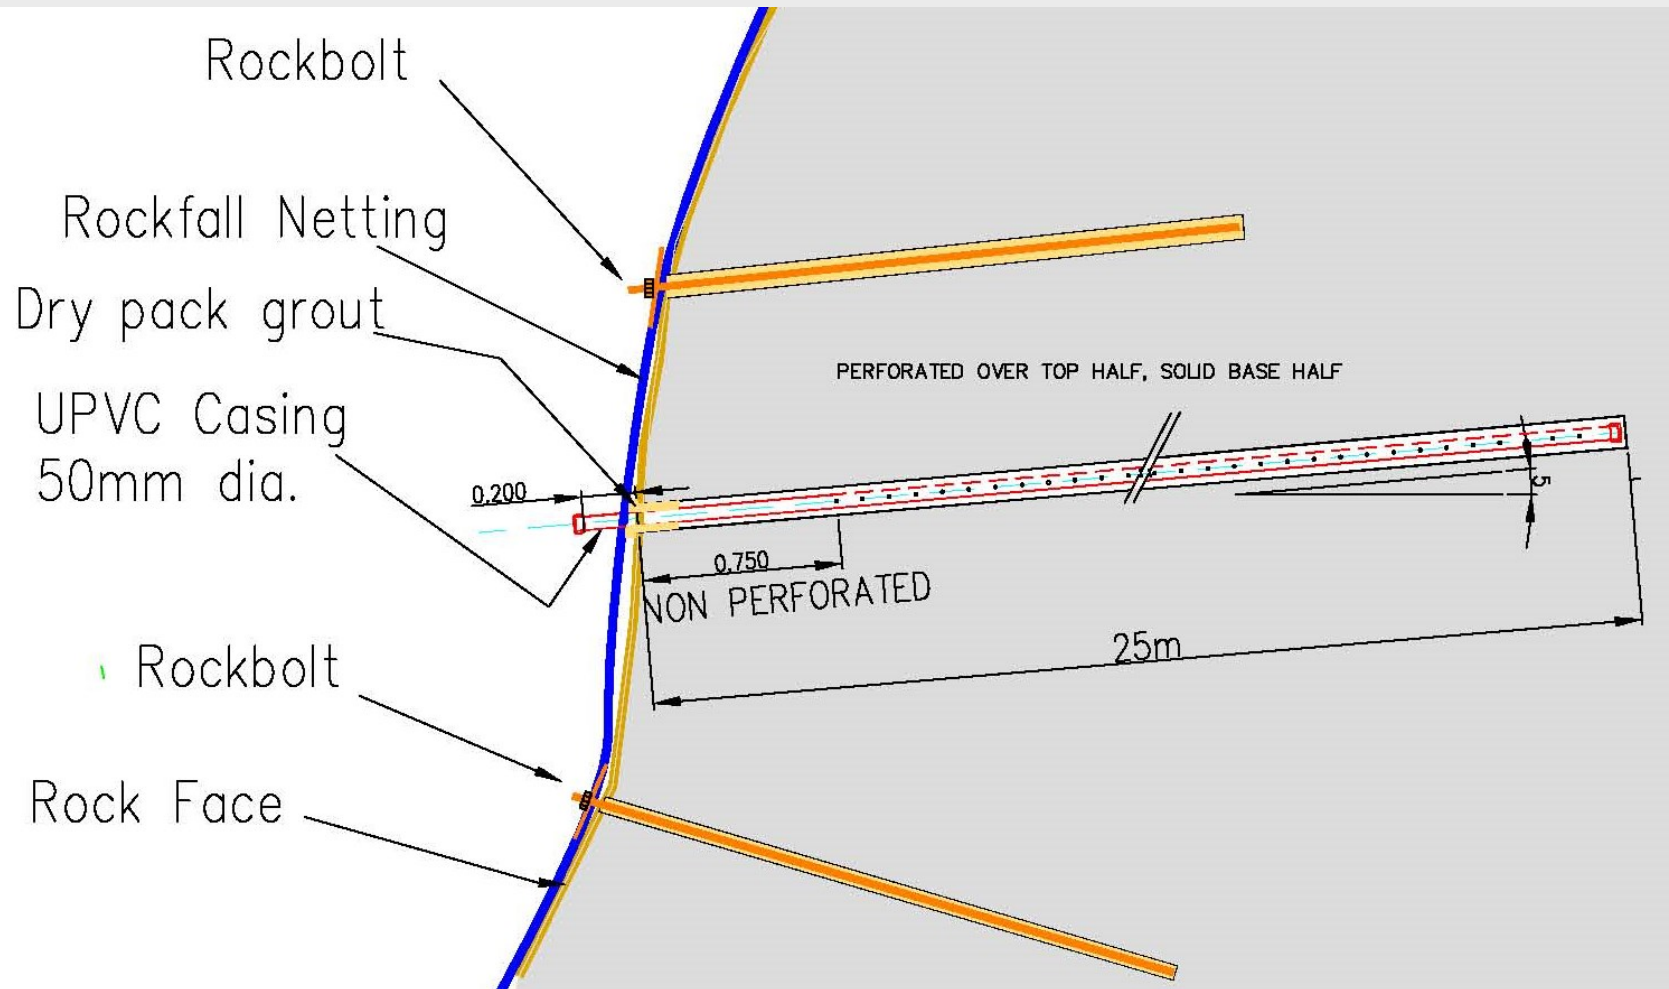 Rockbolt
Rockfall Netting
Dry pack grout
UPVC Casing
50mm dia.
PERFORATED OVER TOP HALF, SOLID BASE HALF
0.200
5
0.750
NON PERFORATED
25m
Rockbolt
Rock Face